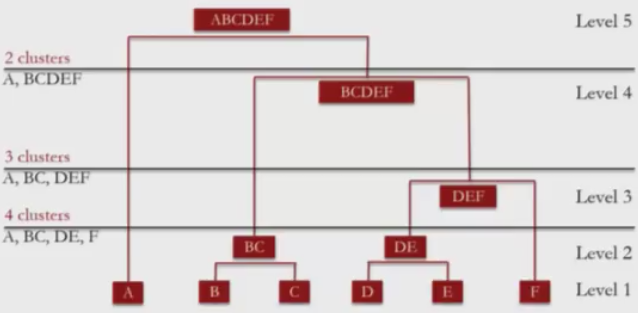 ABCDEF Level 5
2 clusters
A, BCDEF
BCDEF Level 4
3 clusters
A, BC, DEF
DEF Level 3
4 clusters
A, BC, DE, F
BC DE Level 2
A B C D E F Level 1